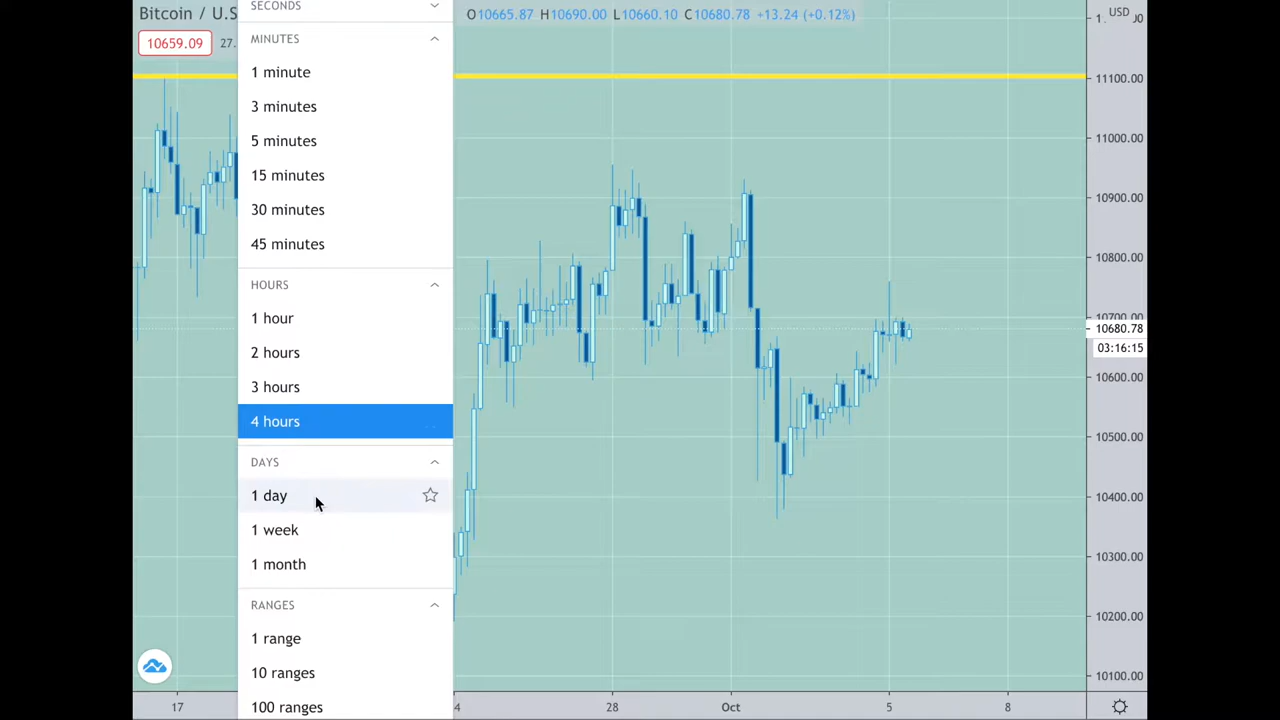 Bitcoin / U.S
O10665.87 H10690.00 L10660.10 C10680.78 +13.24 (+0.12%)
10659.09 27.
SECONDS
MINUTES
1 minute
3 minutes
5 minutes
15 minutes
30 minutes
45 minutes
HOURS
1 hour
2 hours
3 hours
4 hours
DAYS
1 day
1 week
1 month
RANGES
1 range
10 ranges
100 ranges
USD
11100.00
11000.00
10900.00
10800.00
10700.00
10680.78
03:16:15
10600.00
10500.00
10400.00
10300.00
10200.00
10100.00
17 4 28 Oct 5 8